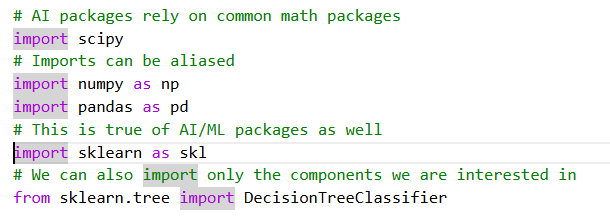 # AI packages rely on common math packages
import scipy
# Imports can be aliased
import numpy as np
import pandas as pd
# This is true of AI/ML packages as well
import sklearn as skl
# We can also import only the components we are interested in
from sklearn.tree import DecisionTreeClassifier